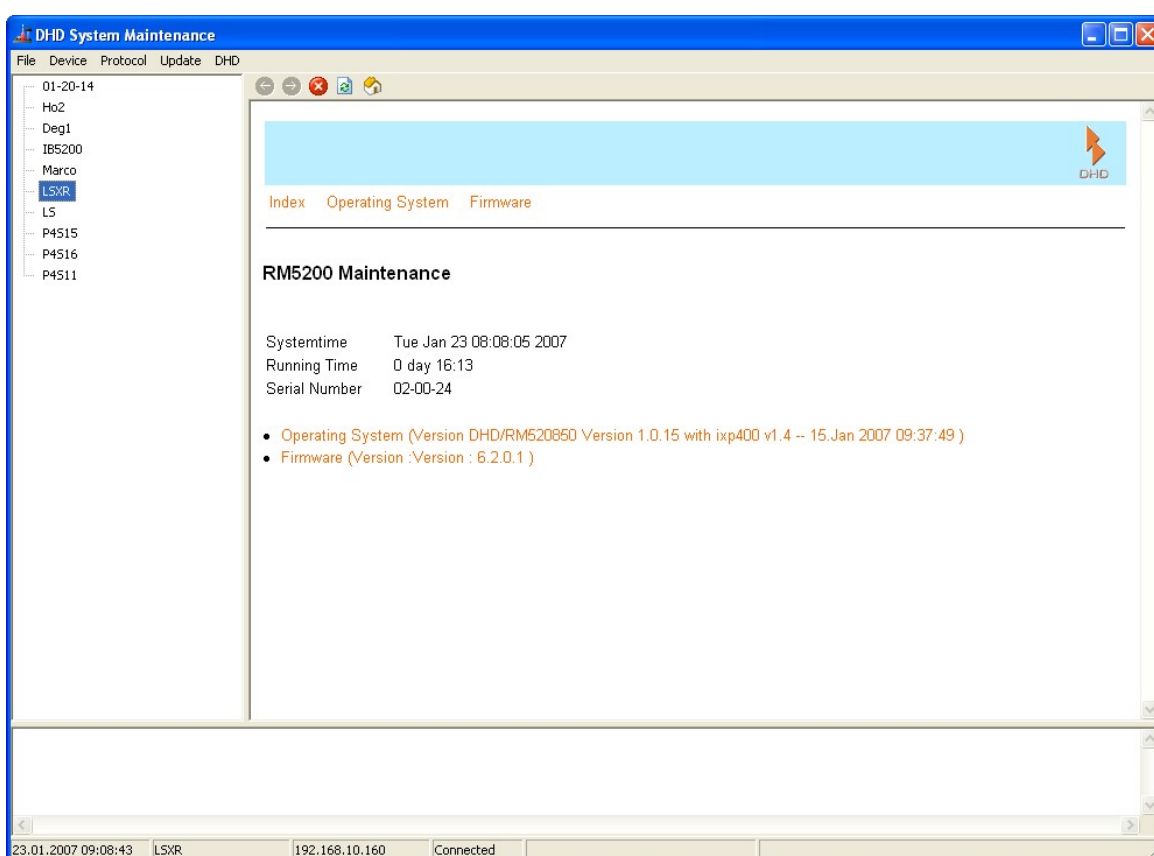 DHD System Maintenance
File Device Protocol Update DHD
01-20-14
Ho2
Deg1
IB5200
Marco
LSXR
LS
P4S15
P4S16
P4S11
DHD
Index Operating System Firmware
RM5200 Maintenance
Systemtime Tue Jan 23 08:08:05 2007
Running Time 0 day 16:13
Serial Number 02-00-24
Operating System (Version DHD/RM520850 Version 1.0.15 with ixp400 v1.4 -- 15.Jan 2007 09:37:49 )
Firmware (Version :Version : 6.2.0.1 )
23.01.2007 09:08:43 LSXR 192.168.10.160 Connected